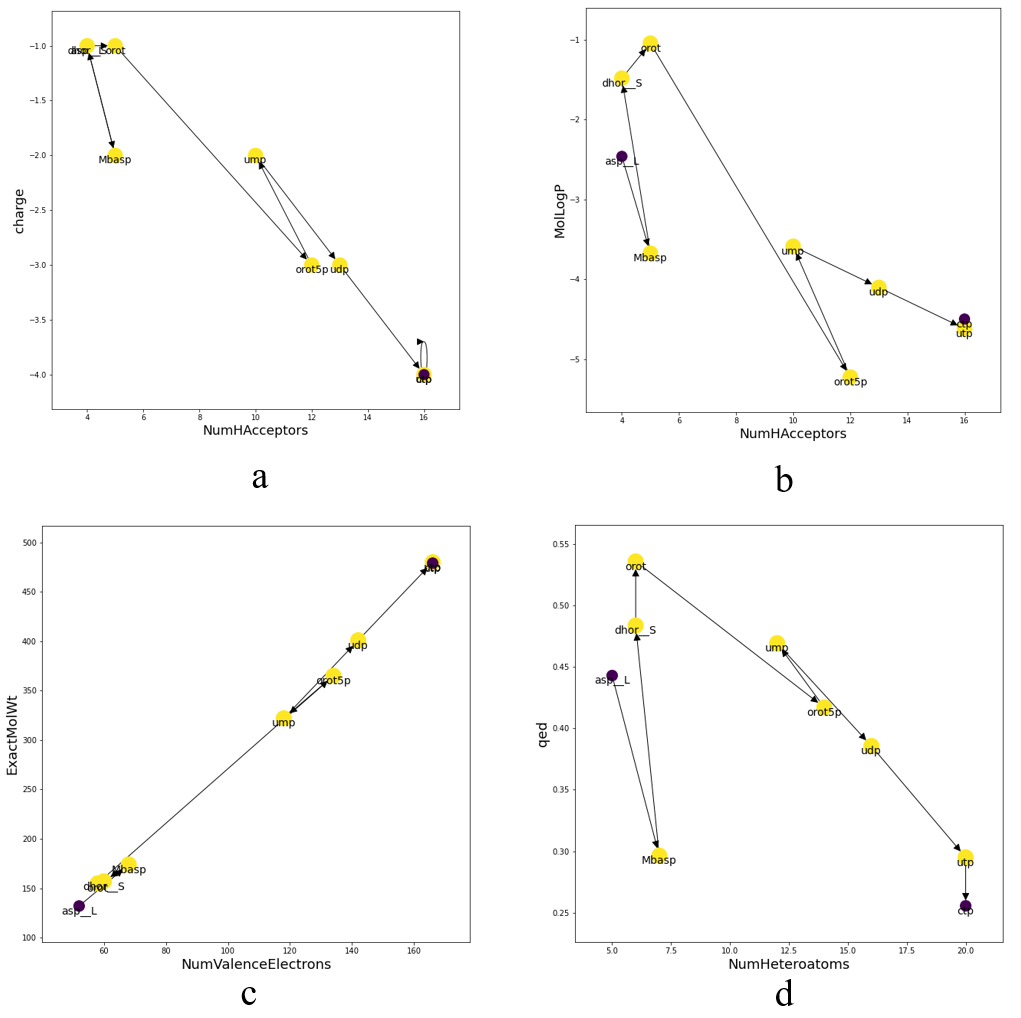 −1.0
−1.5
−2.0
−2.5
−3.0
−3.5
−4.0
charge
asp__L
orot
Mbasp
ump
orot5p
udp
utp
4
6
8
10
12
14
16
NumHAcceptors
a
−1
−2
−3
−4
−5
MolLogP
orot
dhor__S
asp__L
Mbasp
ump
udp
ctp
utp
orot5p
4
6
8
10
12
14
16
NumHAcceptors
b
500
450
400
350
300
250
200
150
100
ExactMolWt
utp
udp
orot5p
ump
Mbasp
dhor__S
asp__L
60
80
100
120
140
160
NumValenceElectrons
c
0.55
0.50
0.45
0.40
0.35
0.30
0.25
qed
orot
dhor__S
ump
asp__L
orot5p
udp
Mbasp
utp
ctp
5.0
7.5
10.0
12.5
15.0
17.5
20.0
NumHeteroatoms
d